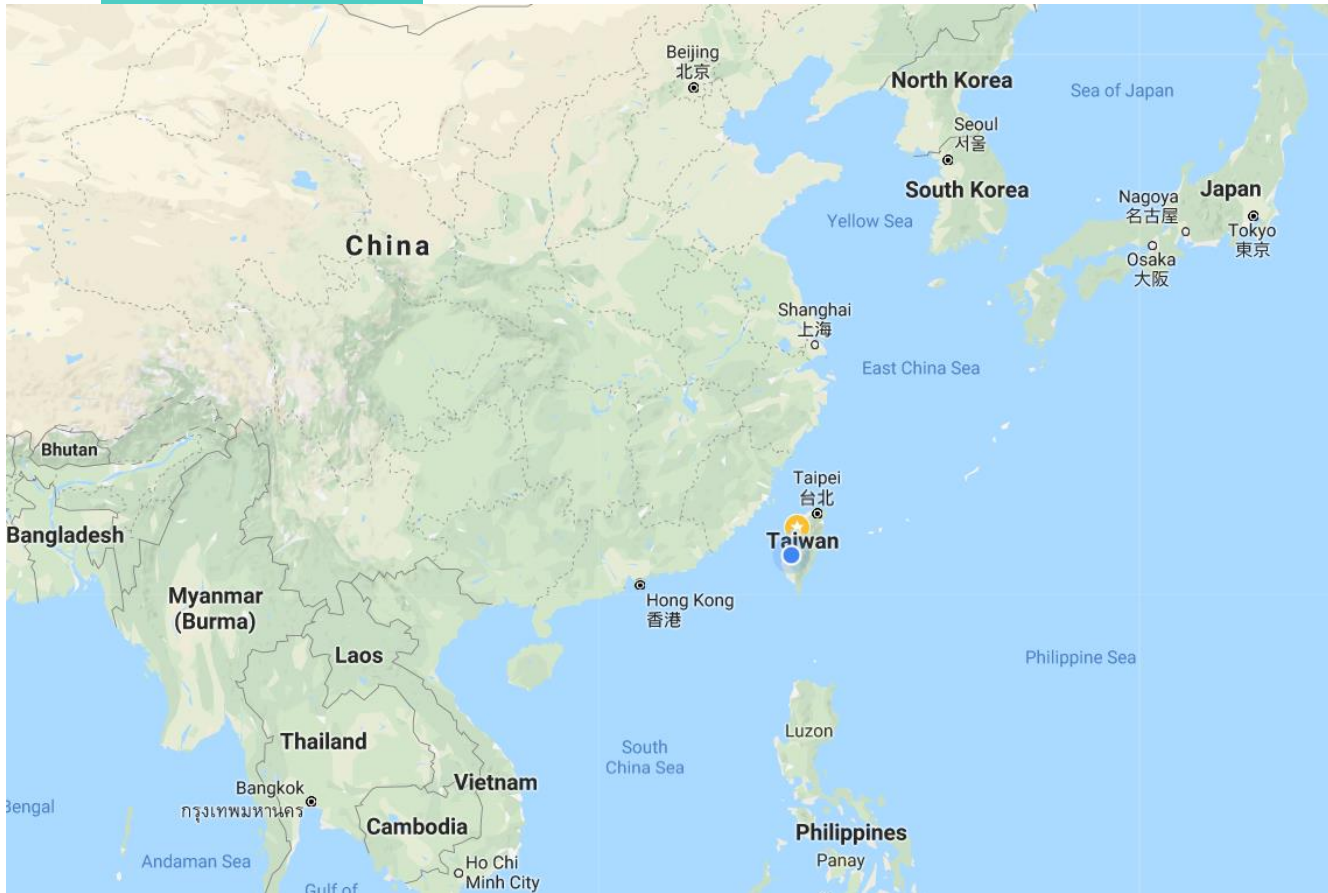 Beijing
北京
North Korea
Sea of Japan
Seoul
서울
South Korea
Japan
Nagoya
名古屋
Yellow Sea
Tokyo
東京
Osaka
大阪
China
Shanghai
上海
East China Sea
Bhutan
Taipei
台北
Bangladesh
Taiwan
Myanmar
(Burma)
Hong Kong
香港
Laos
Philippine Sea
Luzon
Thailand
South
China Sea
Vietnam
Bangkok
กรุงเทพมหานคร
Bengal
Cambodia
Philippines
Panay
Andaman Sea
Ho Chi
Minh City
Gulf of